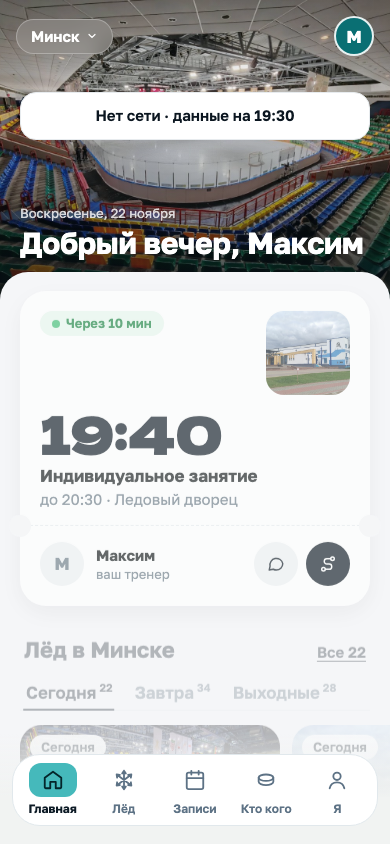 Минск
М
Нет сети · данные на 19:30
Воскресенье, 22 ноября
Добрый вечер, Максим
Через 10 мин
19:40
Индивидуальное занятие
до 20:30 · Ледовый дворец
М
Максим
ваш тренер
Лёд в Минске
Все 22
Сегодня 22
Завтра 34
Выходные 28
Сегодня
Сегодня
Главная
Лёд
Записи
Кто кого
Я